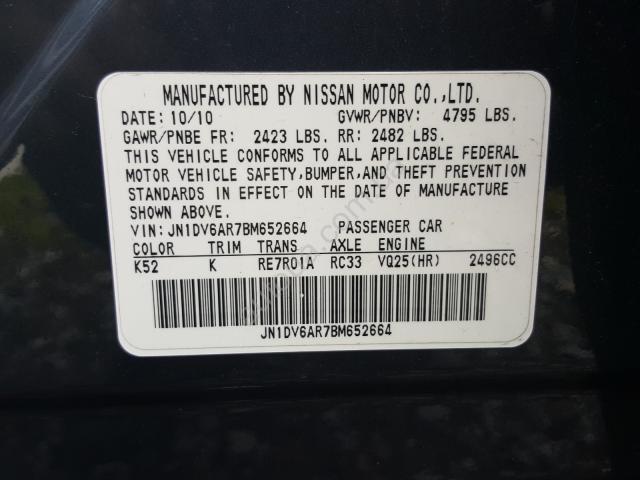 MANUFACTURED BY NISSAN MOTOR CO.,LTD.
DATE: 10/10 GVWR/PNBV: 4795 LBS.
GAWR/PNBE FR: 2423 LBS. RR: 2482 LBS.
THIS VEHICLE CONFORMS TO ALL APPLICABLE FEDERAL
MOTOR VEHICLE SAFETY,BUMPER,AND THEFT PREVENTION
STANDARDS IN EFFECT ON THE DATE OF MANUFACTURE
SHOWN ABOVE.
VIN: JN1DV6AR7BM652664 PASSENGER CAR
COLOR TRIM TRANS AXLE ENGINE
K52 K RE7R01A RC33 VQ25(HR) 2496CC
JN1DV6AR7BM652664